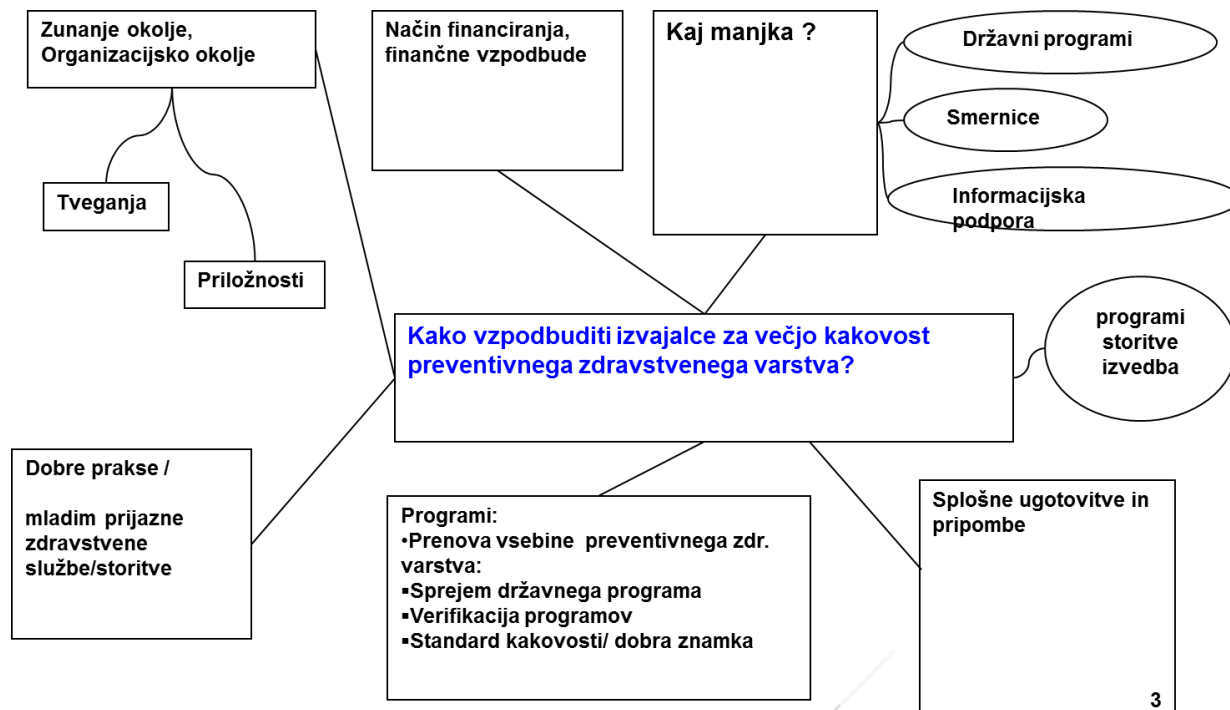 Zunanje okolje,
Organizacijsko okolje
Tveganja
Priložnosti
Način financiranja,
finančne vzpodbude
Kaj manjka ?
Državni programi
Smernice
Informacijska
podpora
Kako vzpodbuditi izvajalce za večjo kakovost
preventivnega zdravstvenega varstva?
programi
storitve
izvedba
Dobre prakse /
mladim prijazne
zdravstvene
službe/storitve
Programi:
•Prenova vsebine preventivnega zdr.
varstva:
▪Sprejem državnega programa
▪Verifikacija programov
▪Standard kakovosti/ dobra znamka
Splošne ugotovitve in
pripombe
3